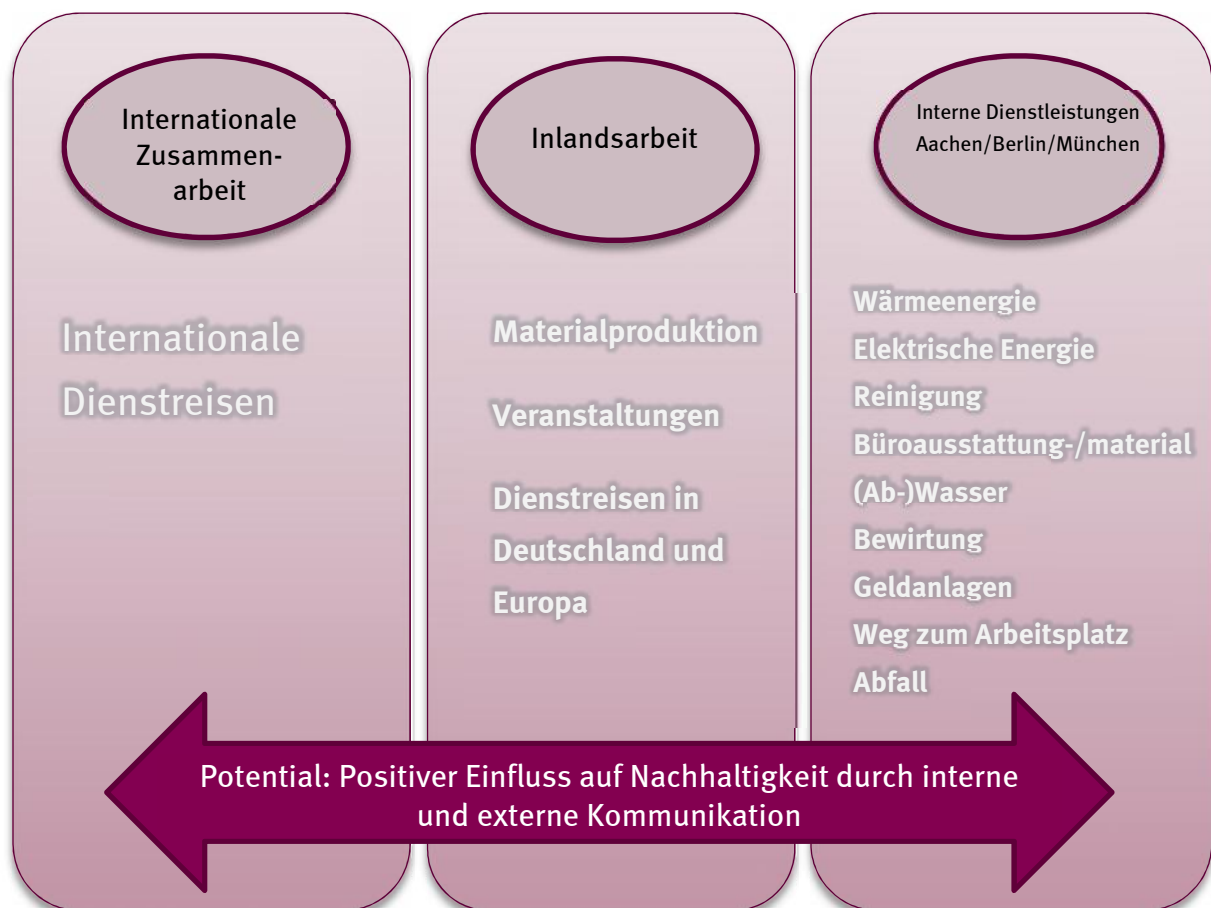 Internationale
Zusammen-
arbeit
Internationale
Dienstreisen
Inlandsarbeit
Materialproduktion
Veranstaltungen
Dienstreisen in
Deutschland und
Europa
Interne Dienstleistungen
Aachen/Berlin/München
Wärmeenergie
Elektrische Energie
Reinigung
Büroausstattung-/material
(Ab-)Wasser
Bewirtung
Geldanlagen
Weg zum Arbeitsplatz
Abfall
Potential: Positiver Einfluss auf Nachhaltigkeit durch interne
und externe Kommunikation